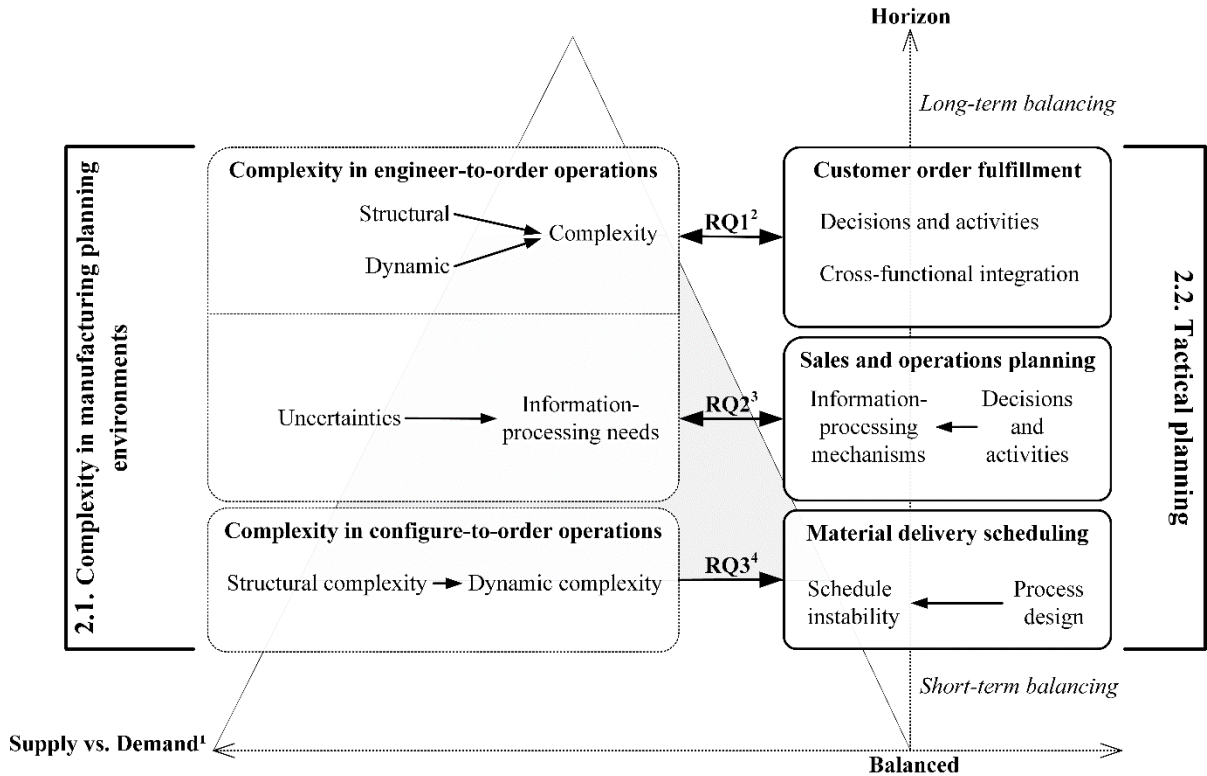 Horizon
Long-term balancing
2.1. Complexity in manufacturing planning
environments
Complexity in engineer-to-order operations
Structural
Dynamic
Complexity
RQ1²
Customer order fulfillment
Decisions and activities
Cross-functional integration
2.2. Tactical planning
Uncertaintics
Information-
processing needs
RQ2³
Sales and operations planning
Information-
processing
mechanisms
Decisions
and
activities
Complexity in configure-to-order operations
Structural complexity
Dynamic complexity
RQ3⁴
Material delivery scheduling
Schedule
instability
Process
design
Short-term balancing
Supply vs. Demand¹
Balanced